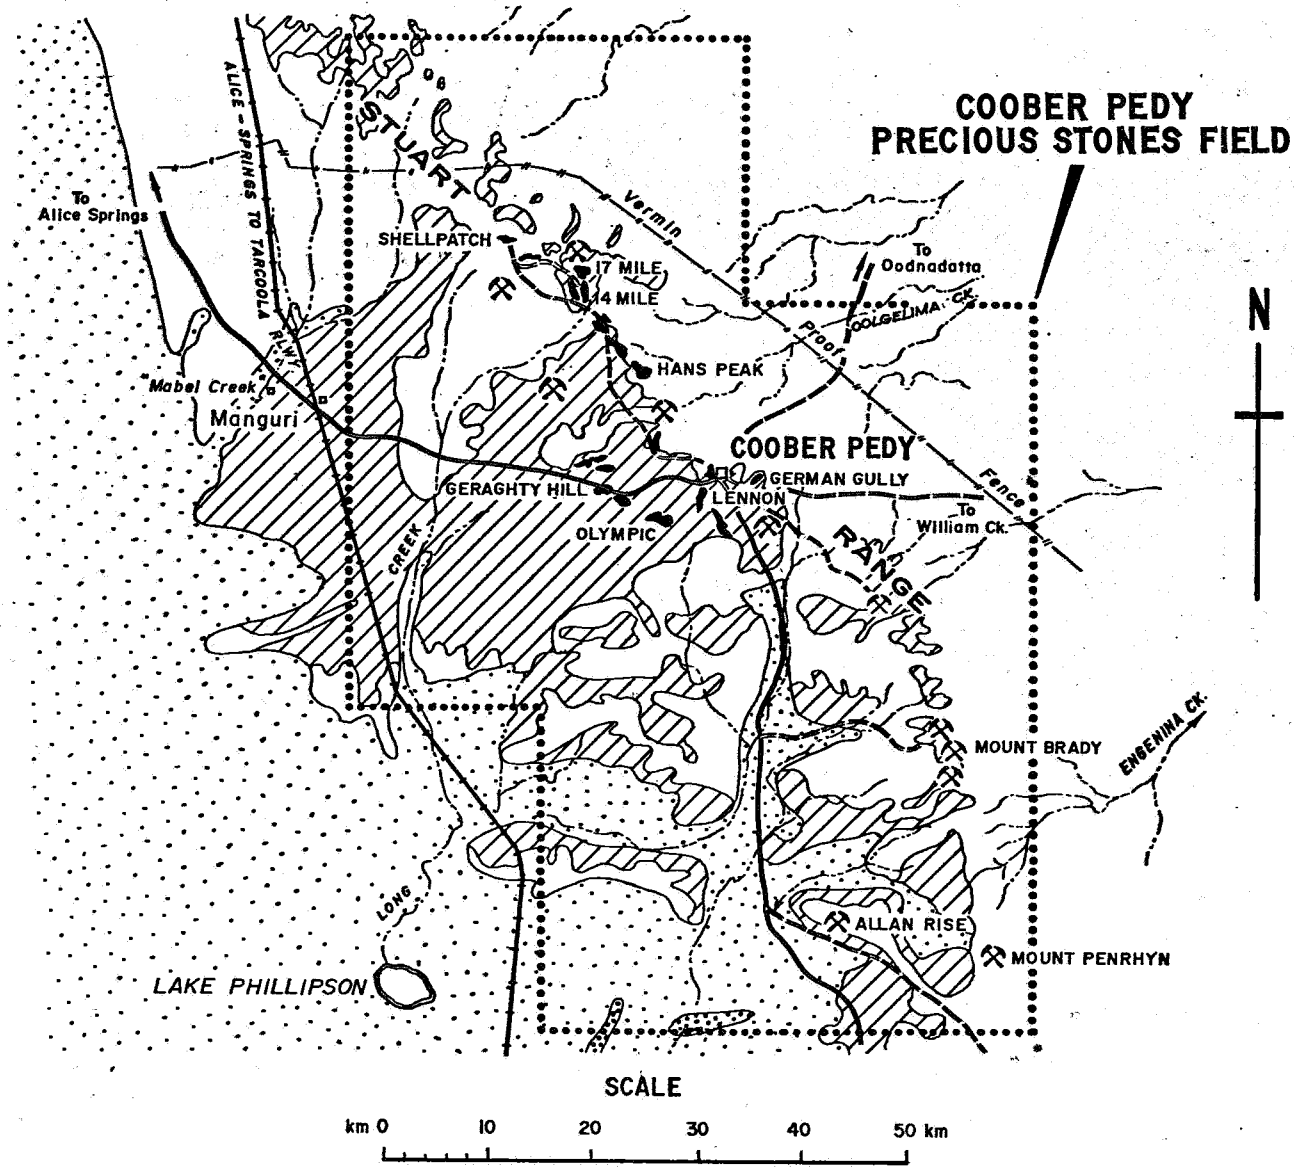 COOBER PEDY
PRECIOUS STONES FIELD
STUART
ALICE - SPRINGS TO TARCOOLA
RLWY
To
Alice Springs
Vermin
SHELLPATCH
17 MILE
14 MILE
To
Oodnadatta
OOLGELIMA CK.
N
Proof
HANS PEAK
"Mabel Creek
Manguri
COOBER PEDY
GERMAN GULLY
Fence
GERAGHTY HILL
LENNON
To
William Ck.
OLYMPIC
RANGE
CREEK
ENGENINA CK.
MOUNT BRADY
LONG
ALLAN RISE
MOUNT PENRHYN
LAKE PHILLIPSON
SCALE
km 0 10 20 30 40 50 km